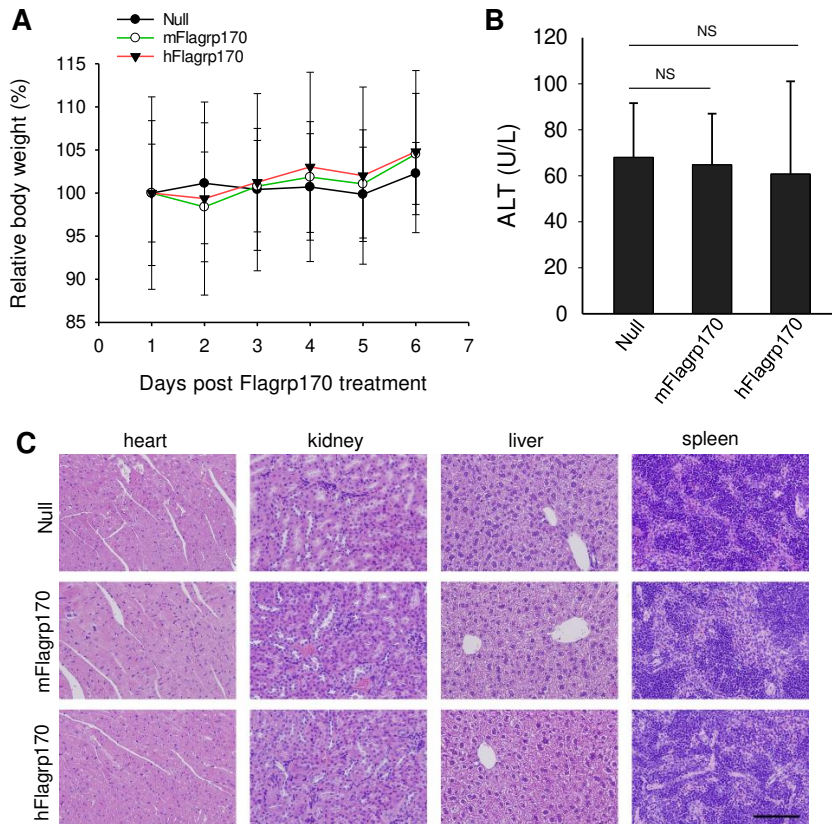 A
Null
mFlagrp170
hFlagrp170
Relative body weight (%)
115
110
105
100
95
90
85
0 1 2 3 4 5 6 7
Days post Flagrp170 treatment
B
NS
NS
ALT (U/L)
120
100
80
60
40
20
0
Null
mFlagrp170
hFlagrp170
C
heart kidney liver spleen
Null
mFlagrp170
hFlagrp170